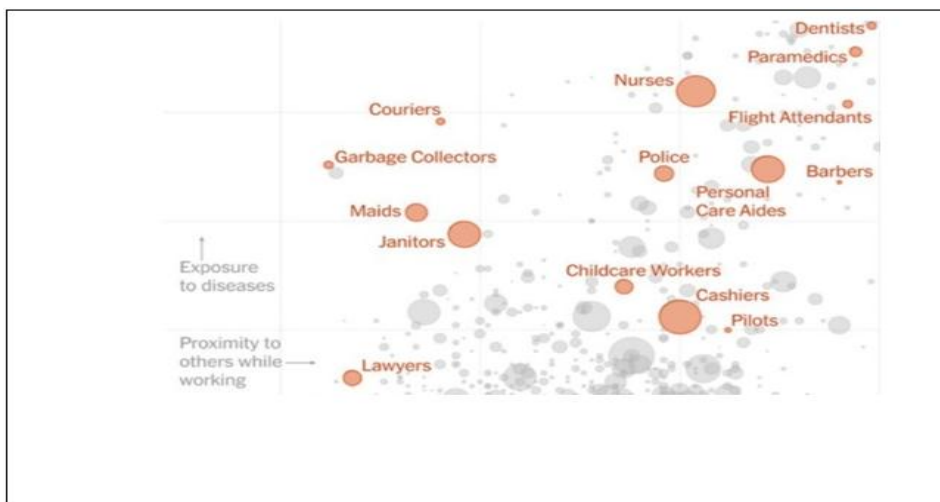 Dentists
Paramedics
Nurses
Couriers
Flight Attendants
Garbage Collectors
Police
Barbers
Personal
Care Aides
Maids
Janitors
Exposure
to diseases
Childcare Workers
Cashiers
Pilots
Proximity to
others while
working
Lawyers